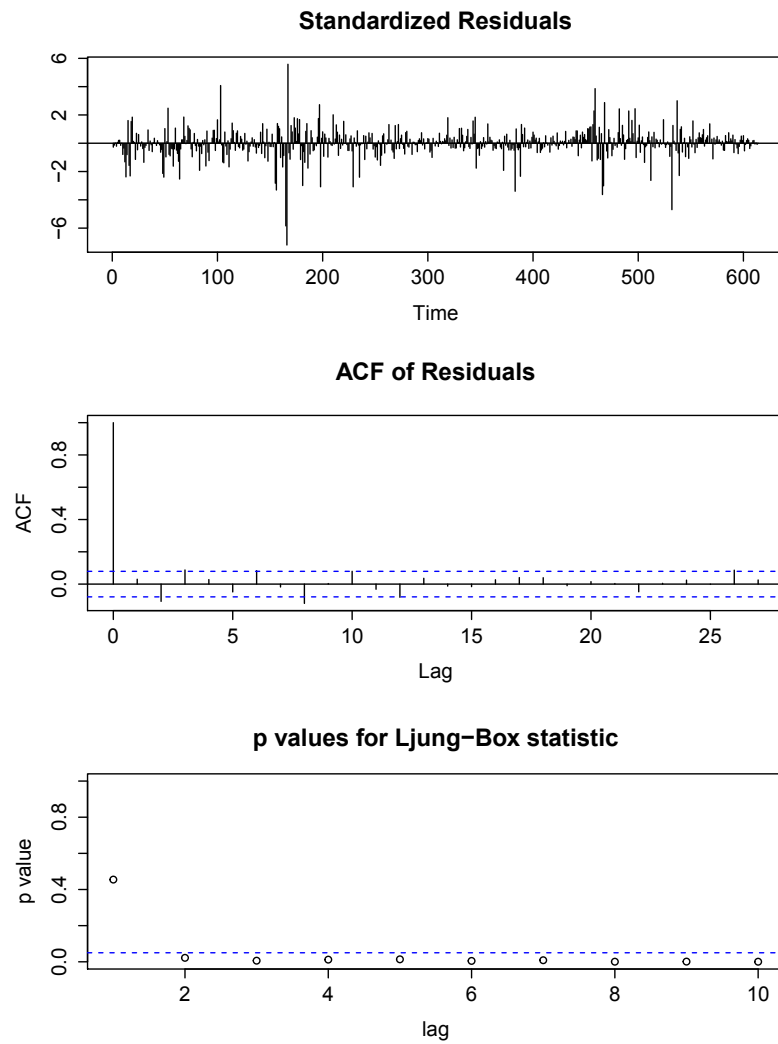 Standardized Residuals
6
2
−2
−6
0 100 200 300 400 500 600
Time
ACF of Residuals
ACF
0.8
0.4
0.0
0 5 10 15 20 25
Lag
p values for Ljung−Box statistic
p value
0.8
0.4
0.0
2 4 6 8 10
lag